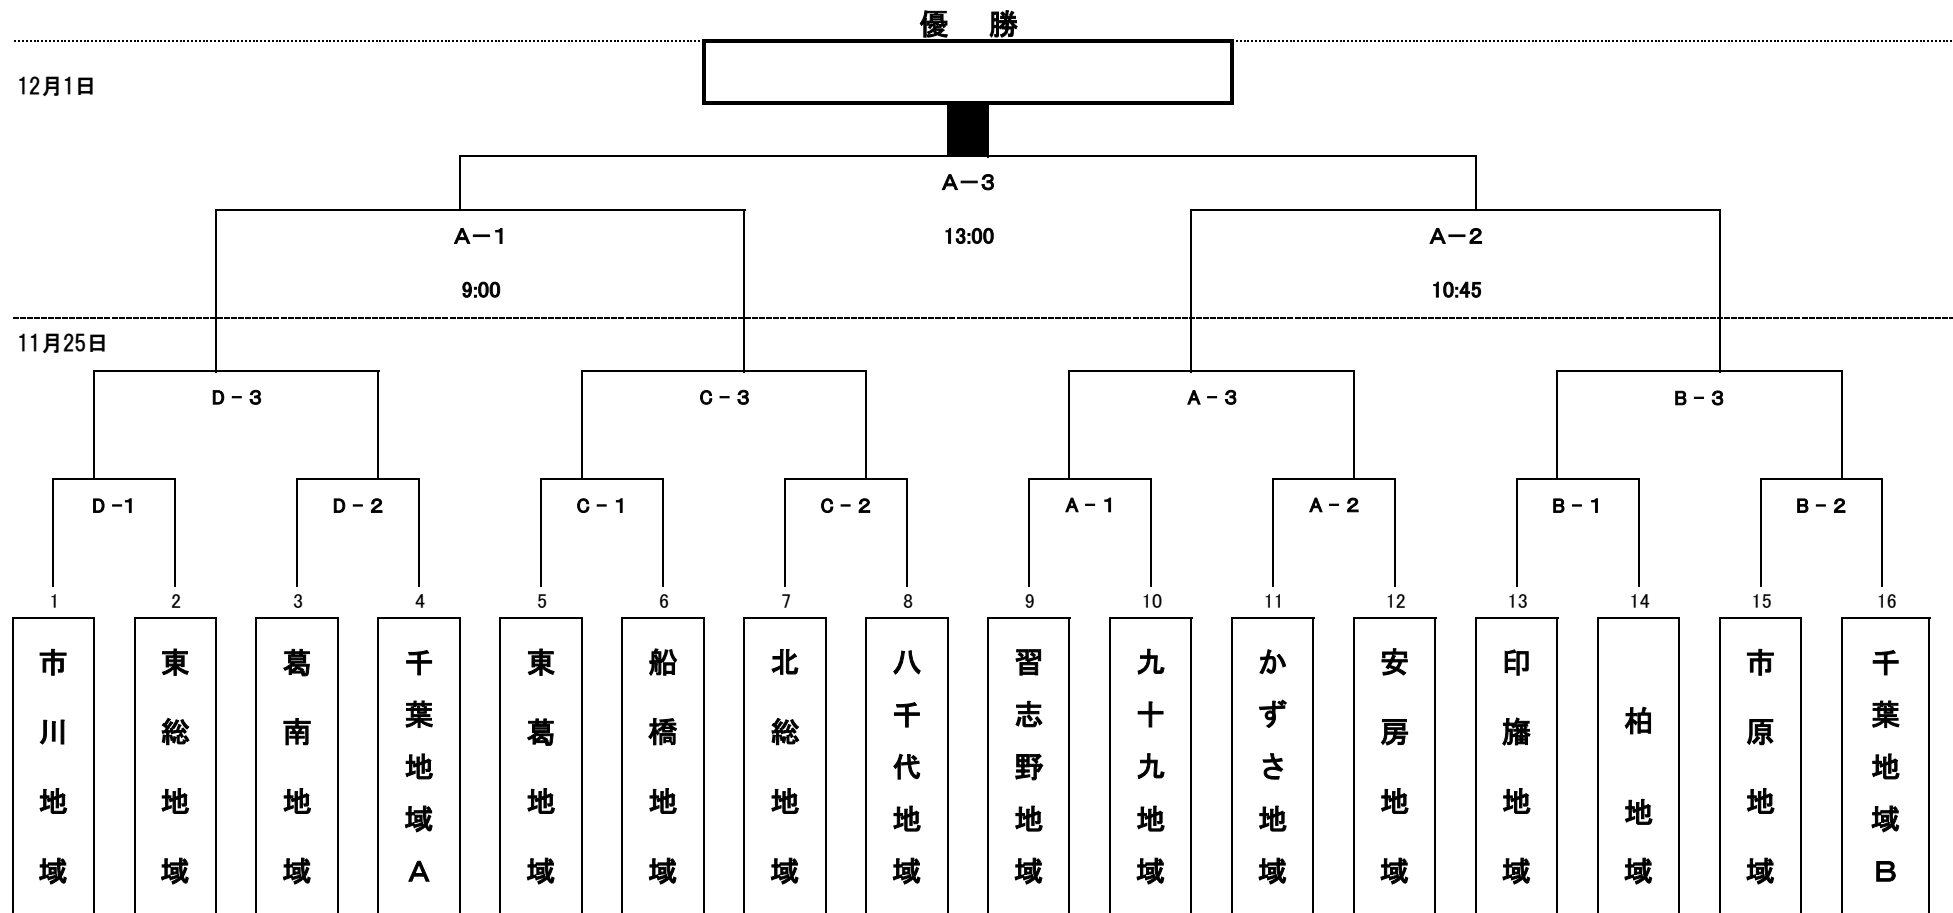 優　勝
12月1日
A－3
A－1
13:00
A－2
9:00
10:45
11月25日
D－3
C－3
A－3
B－3
D－1
D－2
C－1
C－2
A－1
A－2
B－1
B－2
1
2
3
4
5
6
7
8
9
10
11
12
13
14
15
16
市川地域
東総地域
葛南地域
千葉地域A
東葛地域
船橋地域
北総地域
八千代地域
習志野地域
九十九地域
かずさ地域
安房地域
印旛地域
柏地域
市原地域
千葉地域B